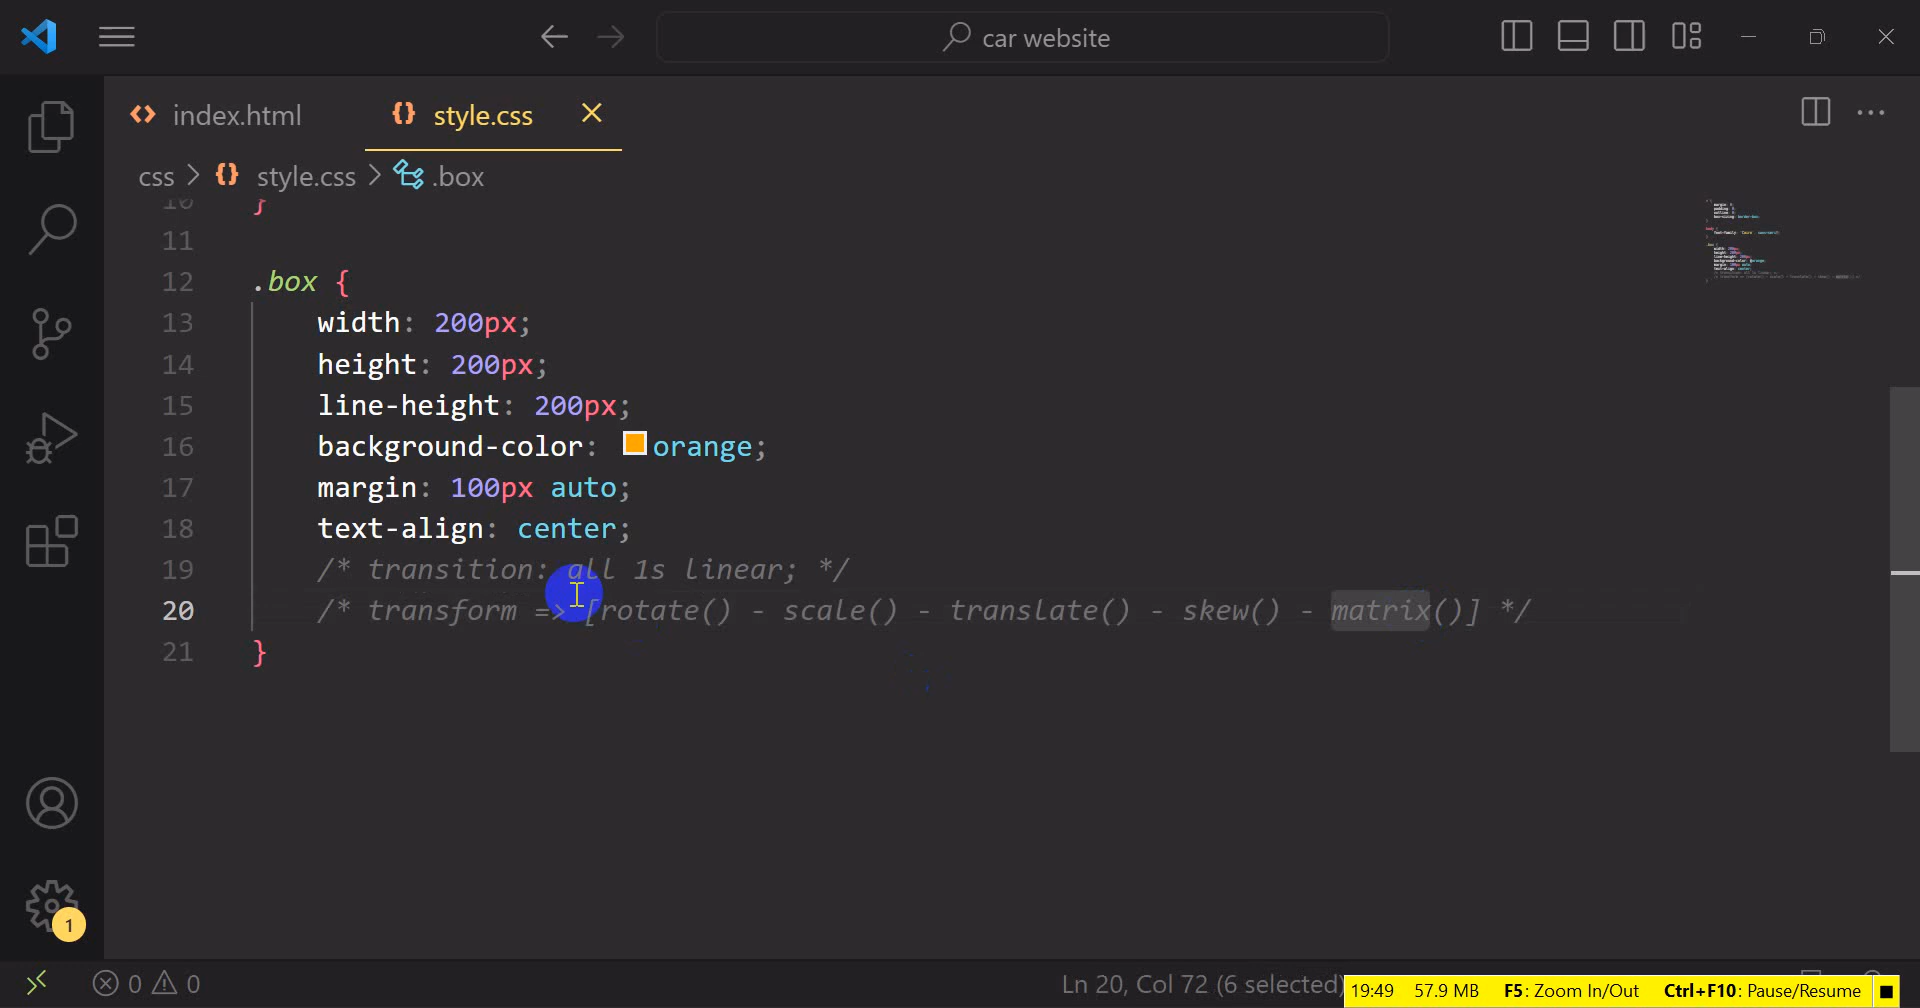 car website
index.html
style.css
css > style.css > .box
10 }
11
12 .box {
13 width: 200px;
14 height: 200px;
15 line-height: 200px;
16 background-color: orange;
17 margin: 100px auto;
18 text-align: center;
19 /* transition: all 1s linear; */
20 /* transform => [rotate() - scale() - translate() - skew() - matrix()] */
21 }
1
0 0
Ln 20, Col 72 (6 selected)
19:49 57.9 MB F5: Zoom In/Out Ctrl+F10: Pause/Resume